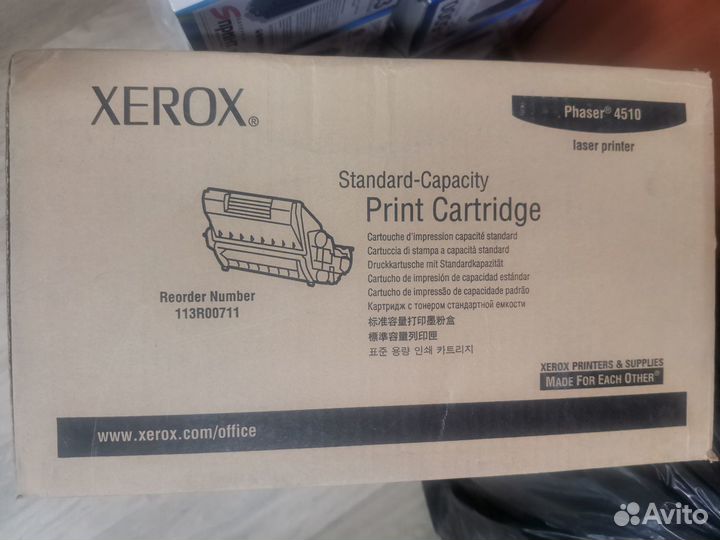 XEROX®
Phaser® 4510
laser printer
Standard-Capacity
Print Cartridge
Cartouche d'impression capacité standard
Cartuccia di stampa a capacità standard
Druckkartusche mit Standardkapazität
Cartucho de impresión de capacidad estándar
Cartucho de impressão de capacidade padrão
Картридж с тонером стандартной емкости
标准容量打印墨粉盒
標準容量列印匣
표준 용량 인쇄 카트리지
Reorder Number
113R00711
XEROX PRINTERS & SUPPLIES
MADE FOR EACH OTHER®
www.xerox.com/office
Avito